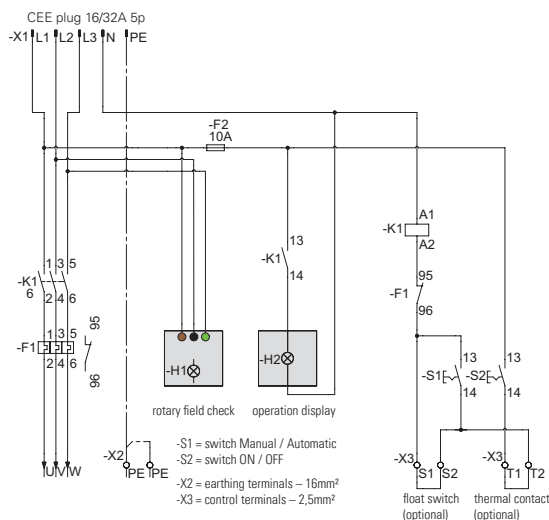 CEE plug 16/32A 5p
-X1 L1 L2 L3 N PE
-F2
10A
A1
-K1
A2
13
-K1
14
1 3 5
-K1
6
2 4 6
95
-F1
96
1 3 5
-F1
2 4 6
95
96
-H1
-H2
13
-S1
14
13
-S2
14
rotary field check
operation display
-S1 = switch Manual / Automatic
-S2 = switch ON / OFF
-X2 = earthing terminals – 16mm²
-X3 = control terminals – 2,5mm²
-X2
PE PE
U V W
-X3
S1 S2
-X3
T1 T2
float switch
(optional)
thermal contact
(optional)